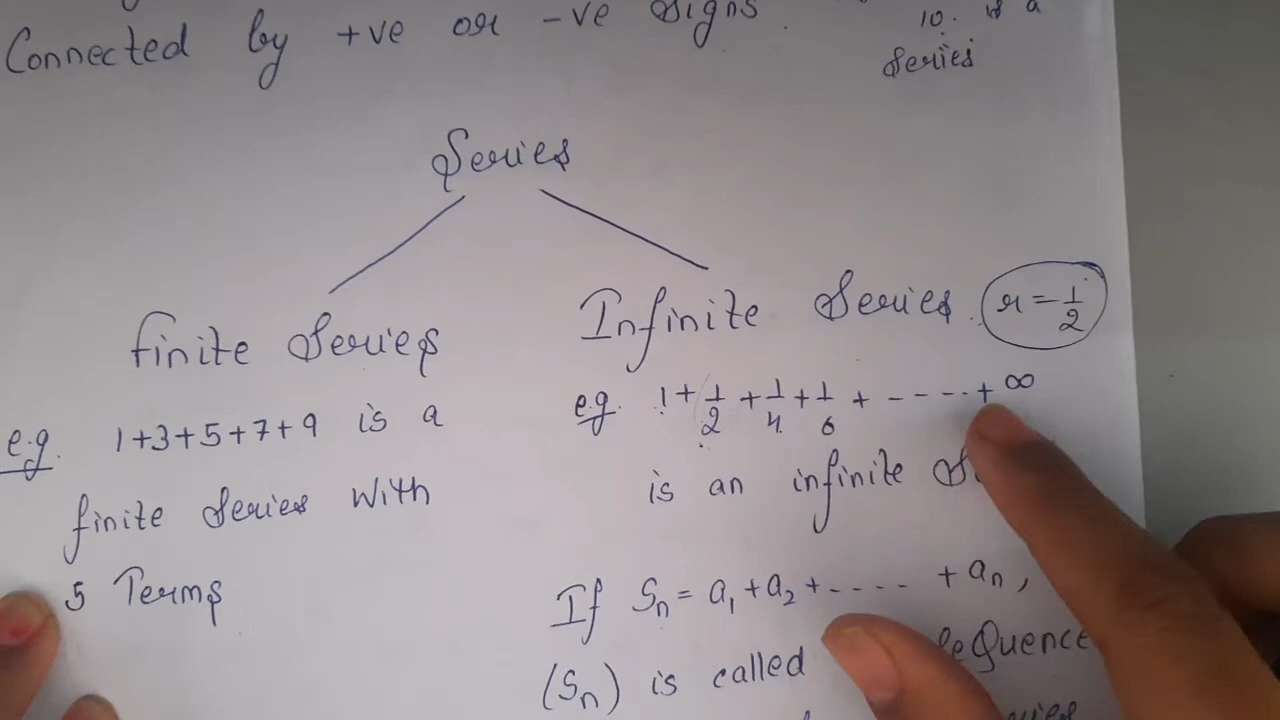 Connected by +ve or -ve Signs.
10. is a
Series
Series
finite Series
Infinite Series.
r = 1/2
e.g. 1+3+5+7+9 is a
finite Series With
5 Terms
e.g. 1 + 1/2 + 1/4 + 1/6 + - - - - - + ∞
is an infinite
If Sn = a1 + a2 + - - - - + an,
(Sn) is called SeQuence